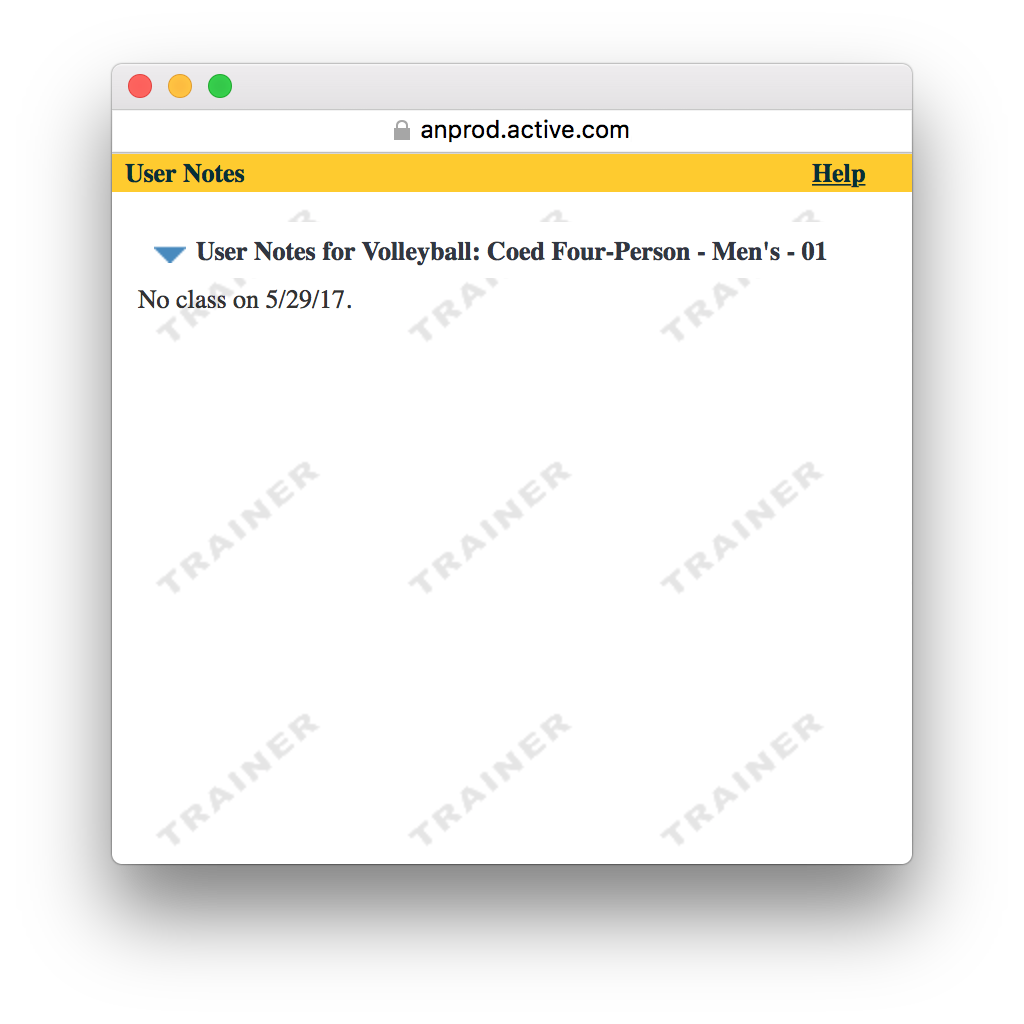 anprod.active.com
User Notes Help
User Notes for Volleyball: Coed Four-Person - Men's - 01
No class on 5/29/17.
TRAINER TRAINER TRAINER
TRAINER TRAINER TRAINER
TRAINER TRAINER TRAINER